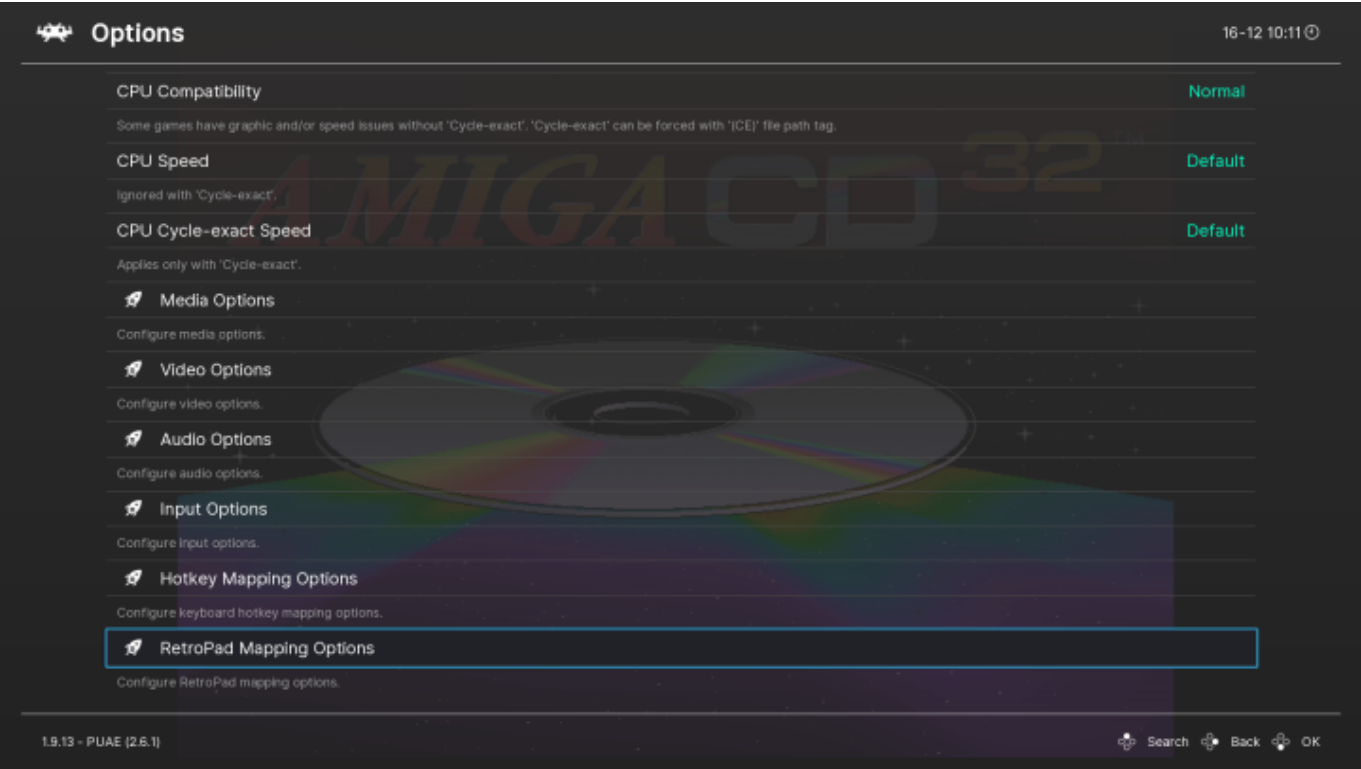 Options
16-12 10:11
CPU Compatibility Normal
Some games have graphic and/or speed issues without 'Cycle-exact'. 'Cycle-exact' can be forced with '(CE)' file path tag.
CPU Speed Default
Ignored with 'Cycle-exact'.
CPU Cycle-exact Speed Default
Applies only with 'Cycle-exact'.
Media Options
Configure media options.
Video Options
Configure video options.
Audio Options
Configure audio options.
Input Options
Configure input options.
Hotkey Mapping Options
Configure keyboard hotkey mapping options.
RetroPad Mapping Options
Configure RetroPad mapping options.
1.9.13 - PUAE (2.6.1)
Search Back OK
AMIGA CD 32 TM